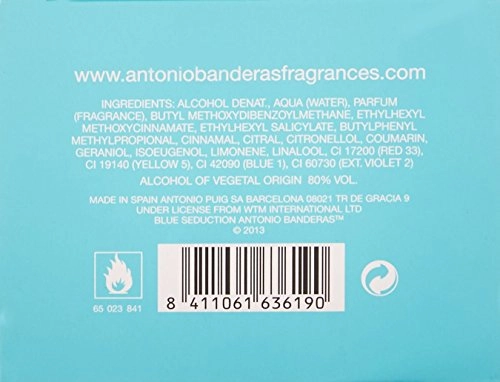 www.antoniobanderasfragrances.com
INGREDIENTS: ALCOHOL DENAT., AQUA (WATER), PARFUM
(FRAGRANCE), BUTYL METHOXYDIBENZOYLMETHANE, ETHYLHEXYL
METHOXYCINNAMATE, ETHYLHEXYL SALICYLATE, BUTYLPHENYL
METHYLPROPIONAL, CINNAMAL, CITRAL, CITRONELLOL, COUMARIN,
GERANIOL, ISOEUGENOL, LIMONENE, LINALOOL, CI 17200 (RED 33),
CI 19140 (YELLOW 5), CI 42090 (BLUE 1), CI 60730 (EXT. VIOLET 2)
ALCOHOL OF VEGETAL ORIGIN 80% VOL.
MADE IN SPAIN ANTONIO PUIG SA BARCELONA 08021 TR DE GRACIA 9
UNDER LICENSE FROM WTM INTERNATIONAL LTD
BLUE SEDUCTION ANTONIO BANDERAS™
© 2013
65 023 841
8 411061 636190